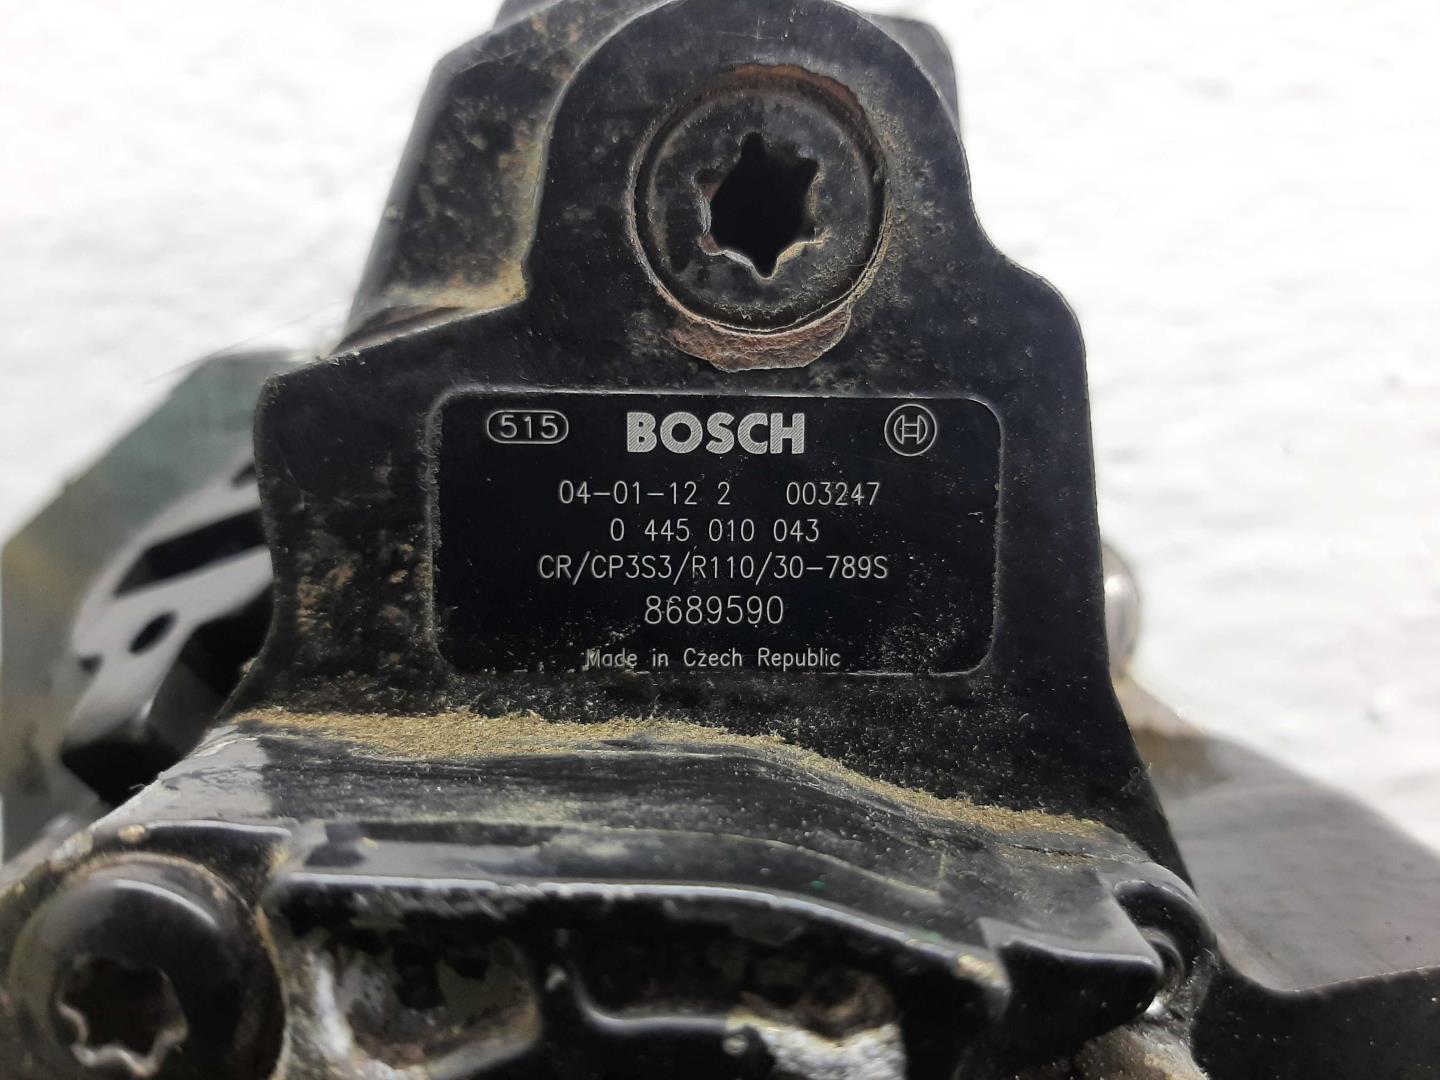 515 BOSCH
04-01-12 2 003247
0 445 010 043
CR/CP3S3/R110/30-789S
8689590
Made in Czech Republic